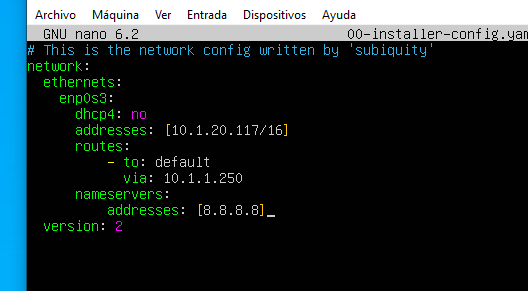 Archivo Máquina Ver Entrada Dispositivos Ayuda
GNU nano 6.2 00-installer-config.yam
# This is the network config written by 'subiquity'
network:
  ethernets:
    enp0s3:
      dhcp4: no
      addresses: [10.1.20.117/16]
      routes:
          - to: default
            via: 10.1.1.250
      nameservers:
          addresses: [8.8.8.8]
  version: 2